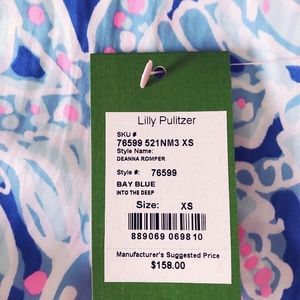 Lilly Pulitzer
SKU #
76599 521NM3 XS
Style Name:
DEANNA ROMPER
Style #: 76599
BAY BLUE
INTO THE DEEP
Size: XS
889069 069810
Manufacturer's Suggested Price
$158.00